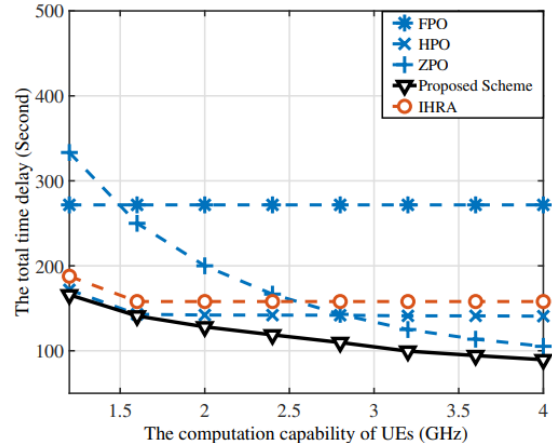 500
400
300
200
100
The total time delay (Second)
FPO
HPO
ZPO
Proposed Scheme
IHRA
1.5 2 2.5 3 3.5 4
The computation capability of UEs (GHz)